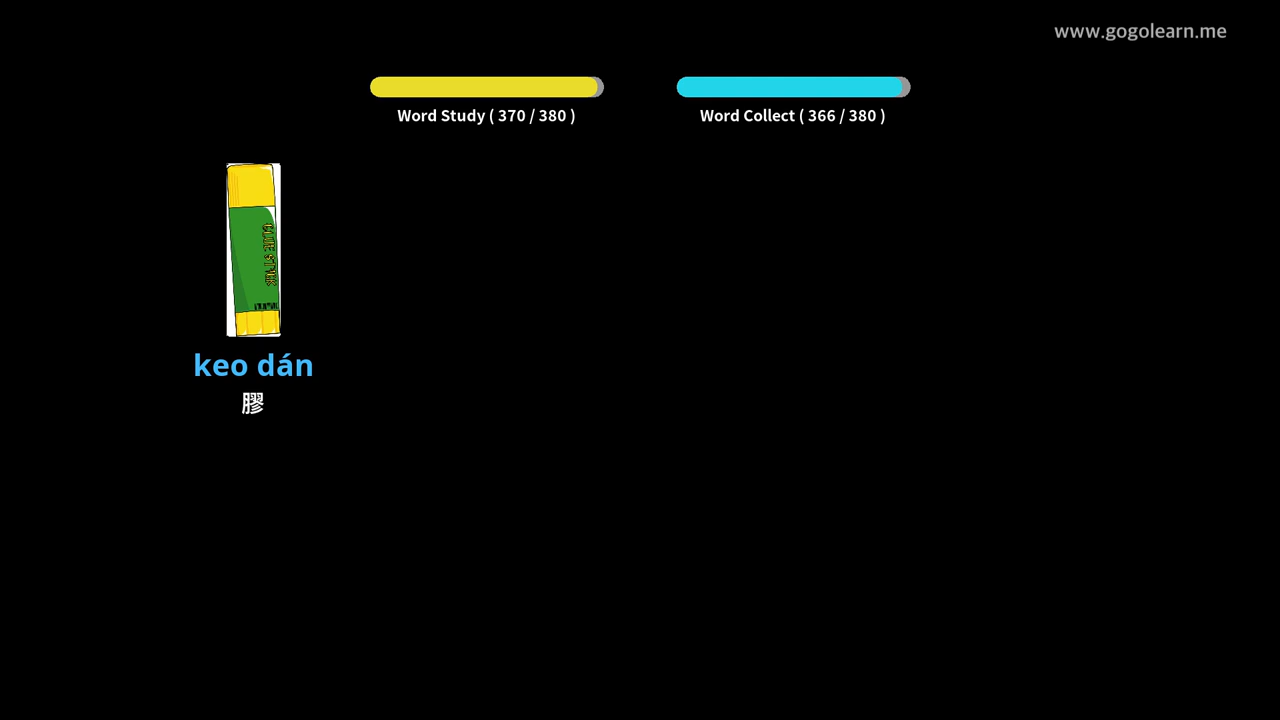 www.gogolearn.me
Word Study ( 370 / 380 )
Word Collect ( 366 / 380 )
keo dán
膠